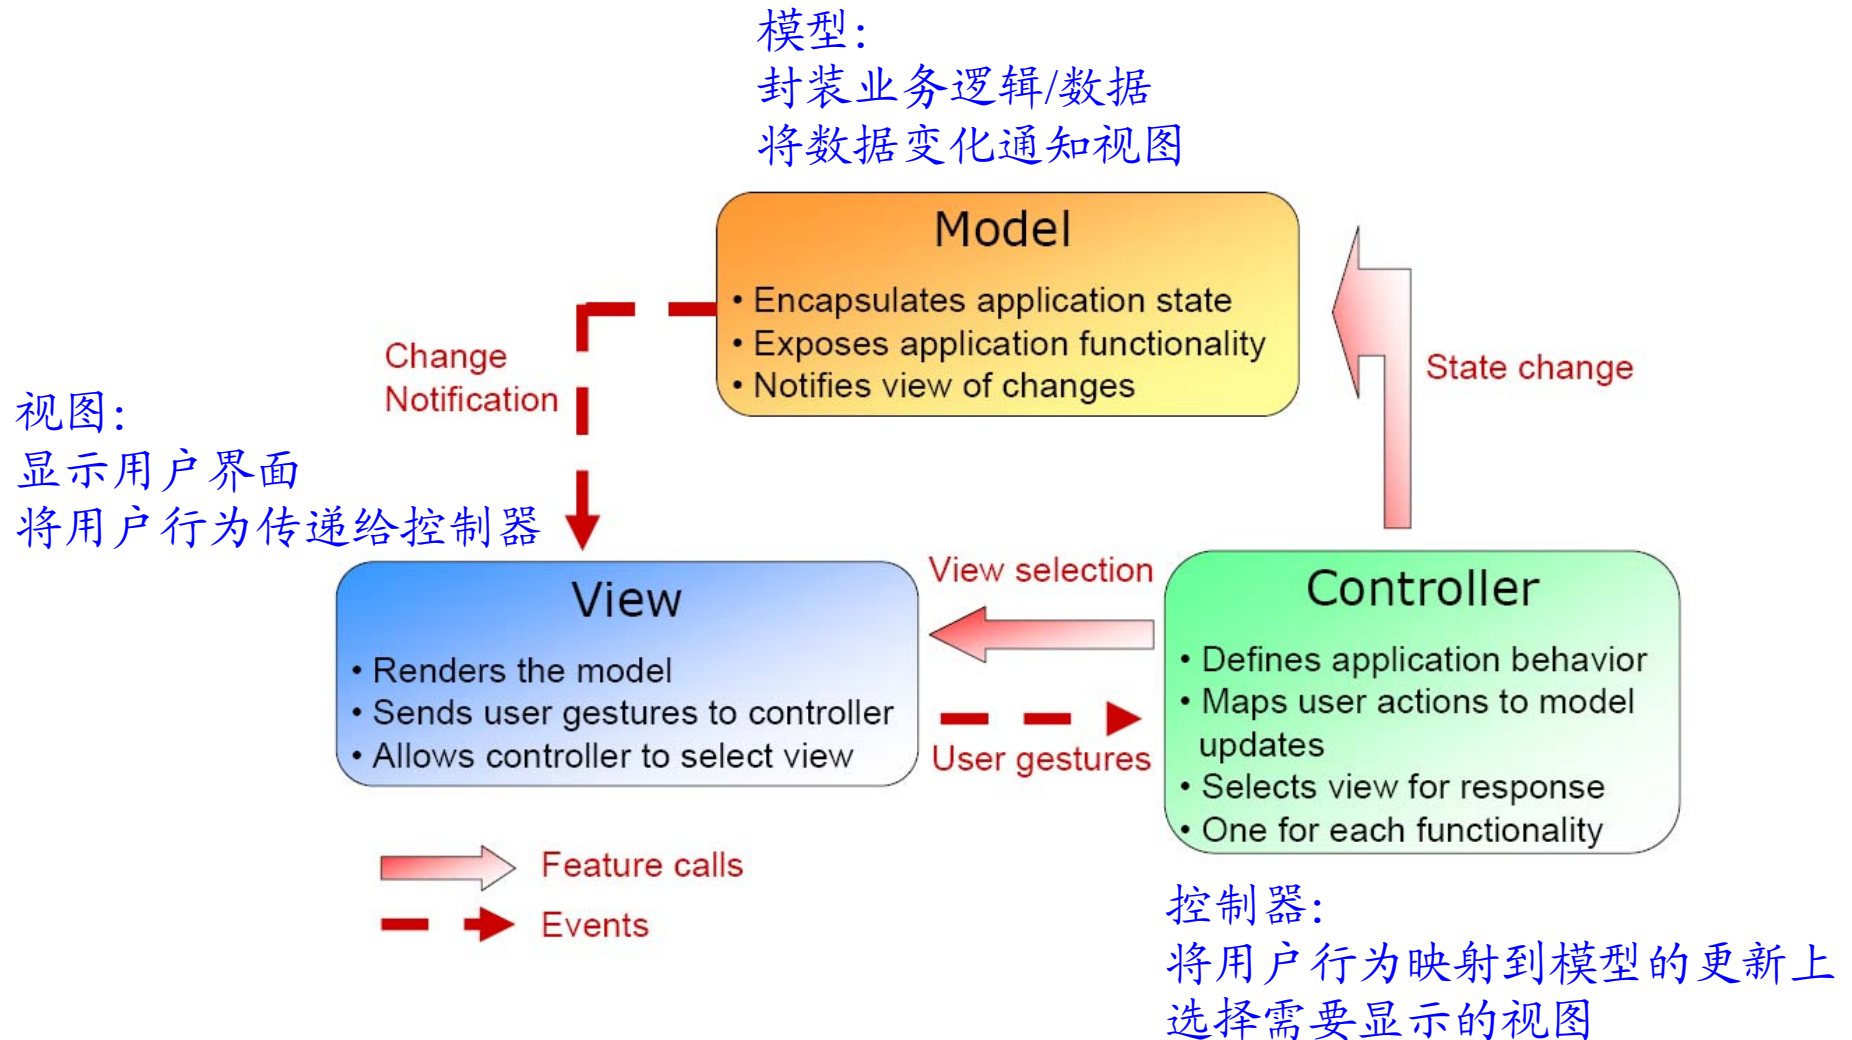 模型：
封装业务逻辑/数据
将数据变化通知视图
Model
• Encapsulates application state
• Exposes application functionality
• Notifies view of changes
Change
Notification
State change
视图：
显示用户界面
将用户行为传递给控制器
View
• Renders the model
• Sends user gestures to controller
• Allows controller to select view
View selection
User gestures
Controller
• Defines application behavior
• Maps user actions to model
updates
• Selects view for response
• One for each functionality
Feature calls
Events
控制器：
将用户行为映射到模型的更新上
选择需要显示的视图